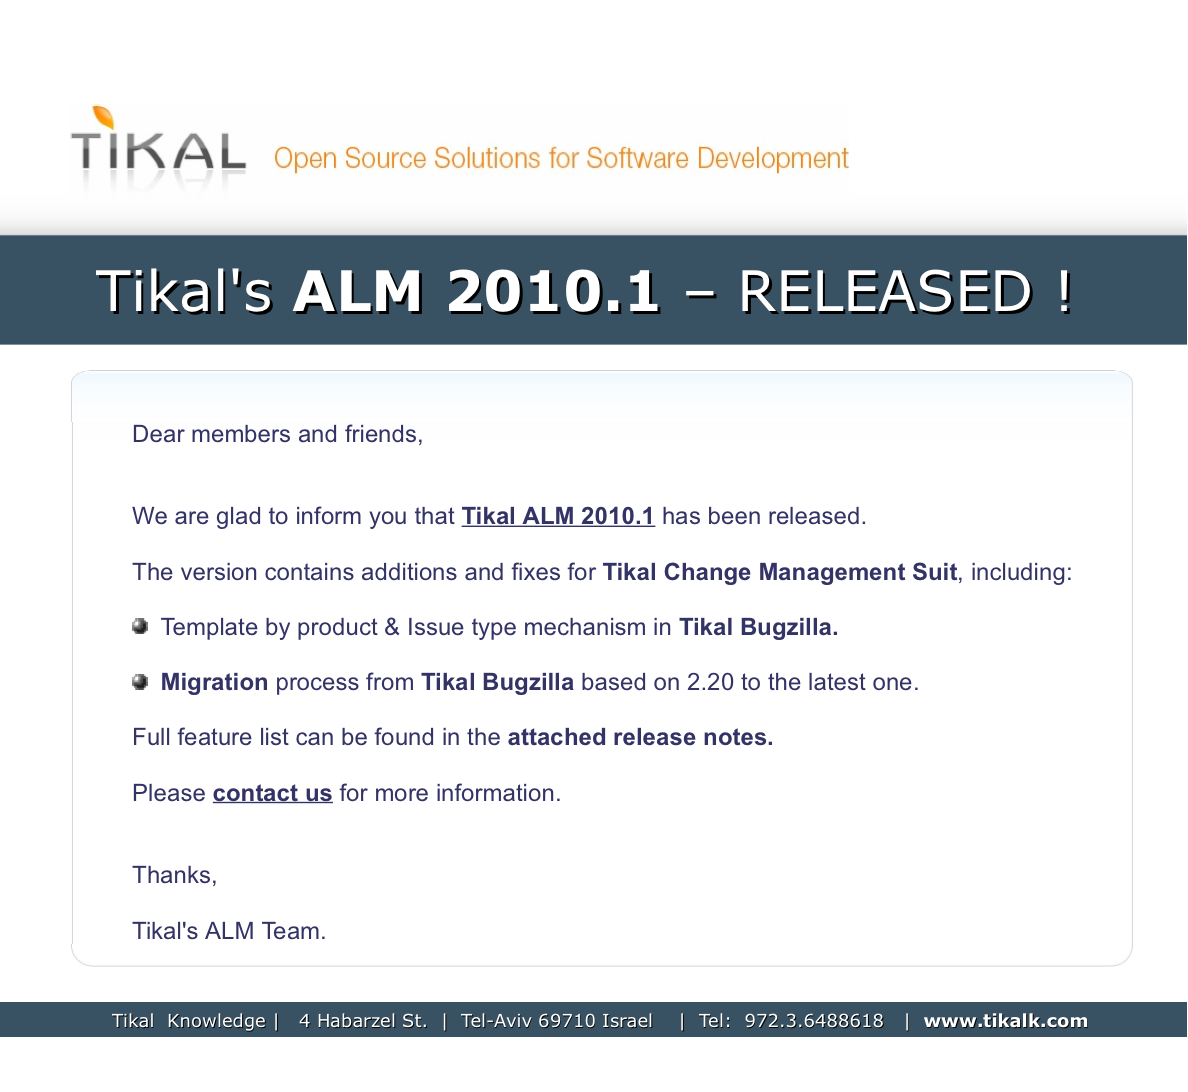 TIKAL Open Source Solutions for Software Development
Tikal's ALM 2010.1 – RELEASED !
Dear members and friends,
We are glad to inform you that Tikal ALM 2010.1 has been released.
The version contains additions and fixes for Tikal Change Management Suit, including:
Template by product & Issue type mechanism in Tikal Bugzilla.
Migration process from Tikal Bugzilla based on 2.20 to the latest one.
Full feature list can be found in the attached release notes.
Please contact us for more information.
Thanks,
Tikal's ALM Team.
Tikal Knowledge | 4 Habarzel St. | Tel-Aviv 69710 Israel | Tel: 972.3.6488618 | www.tikalk.com